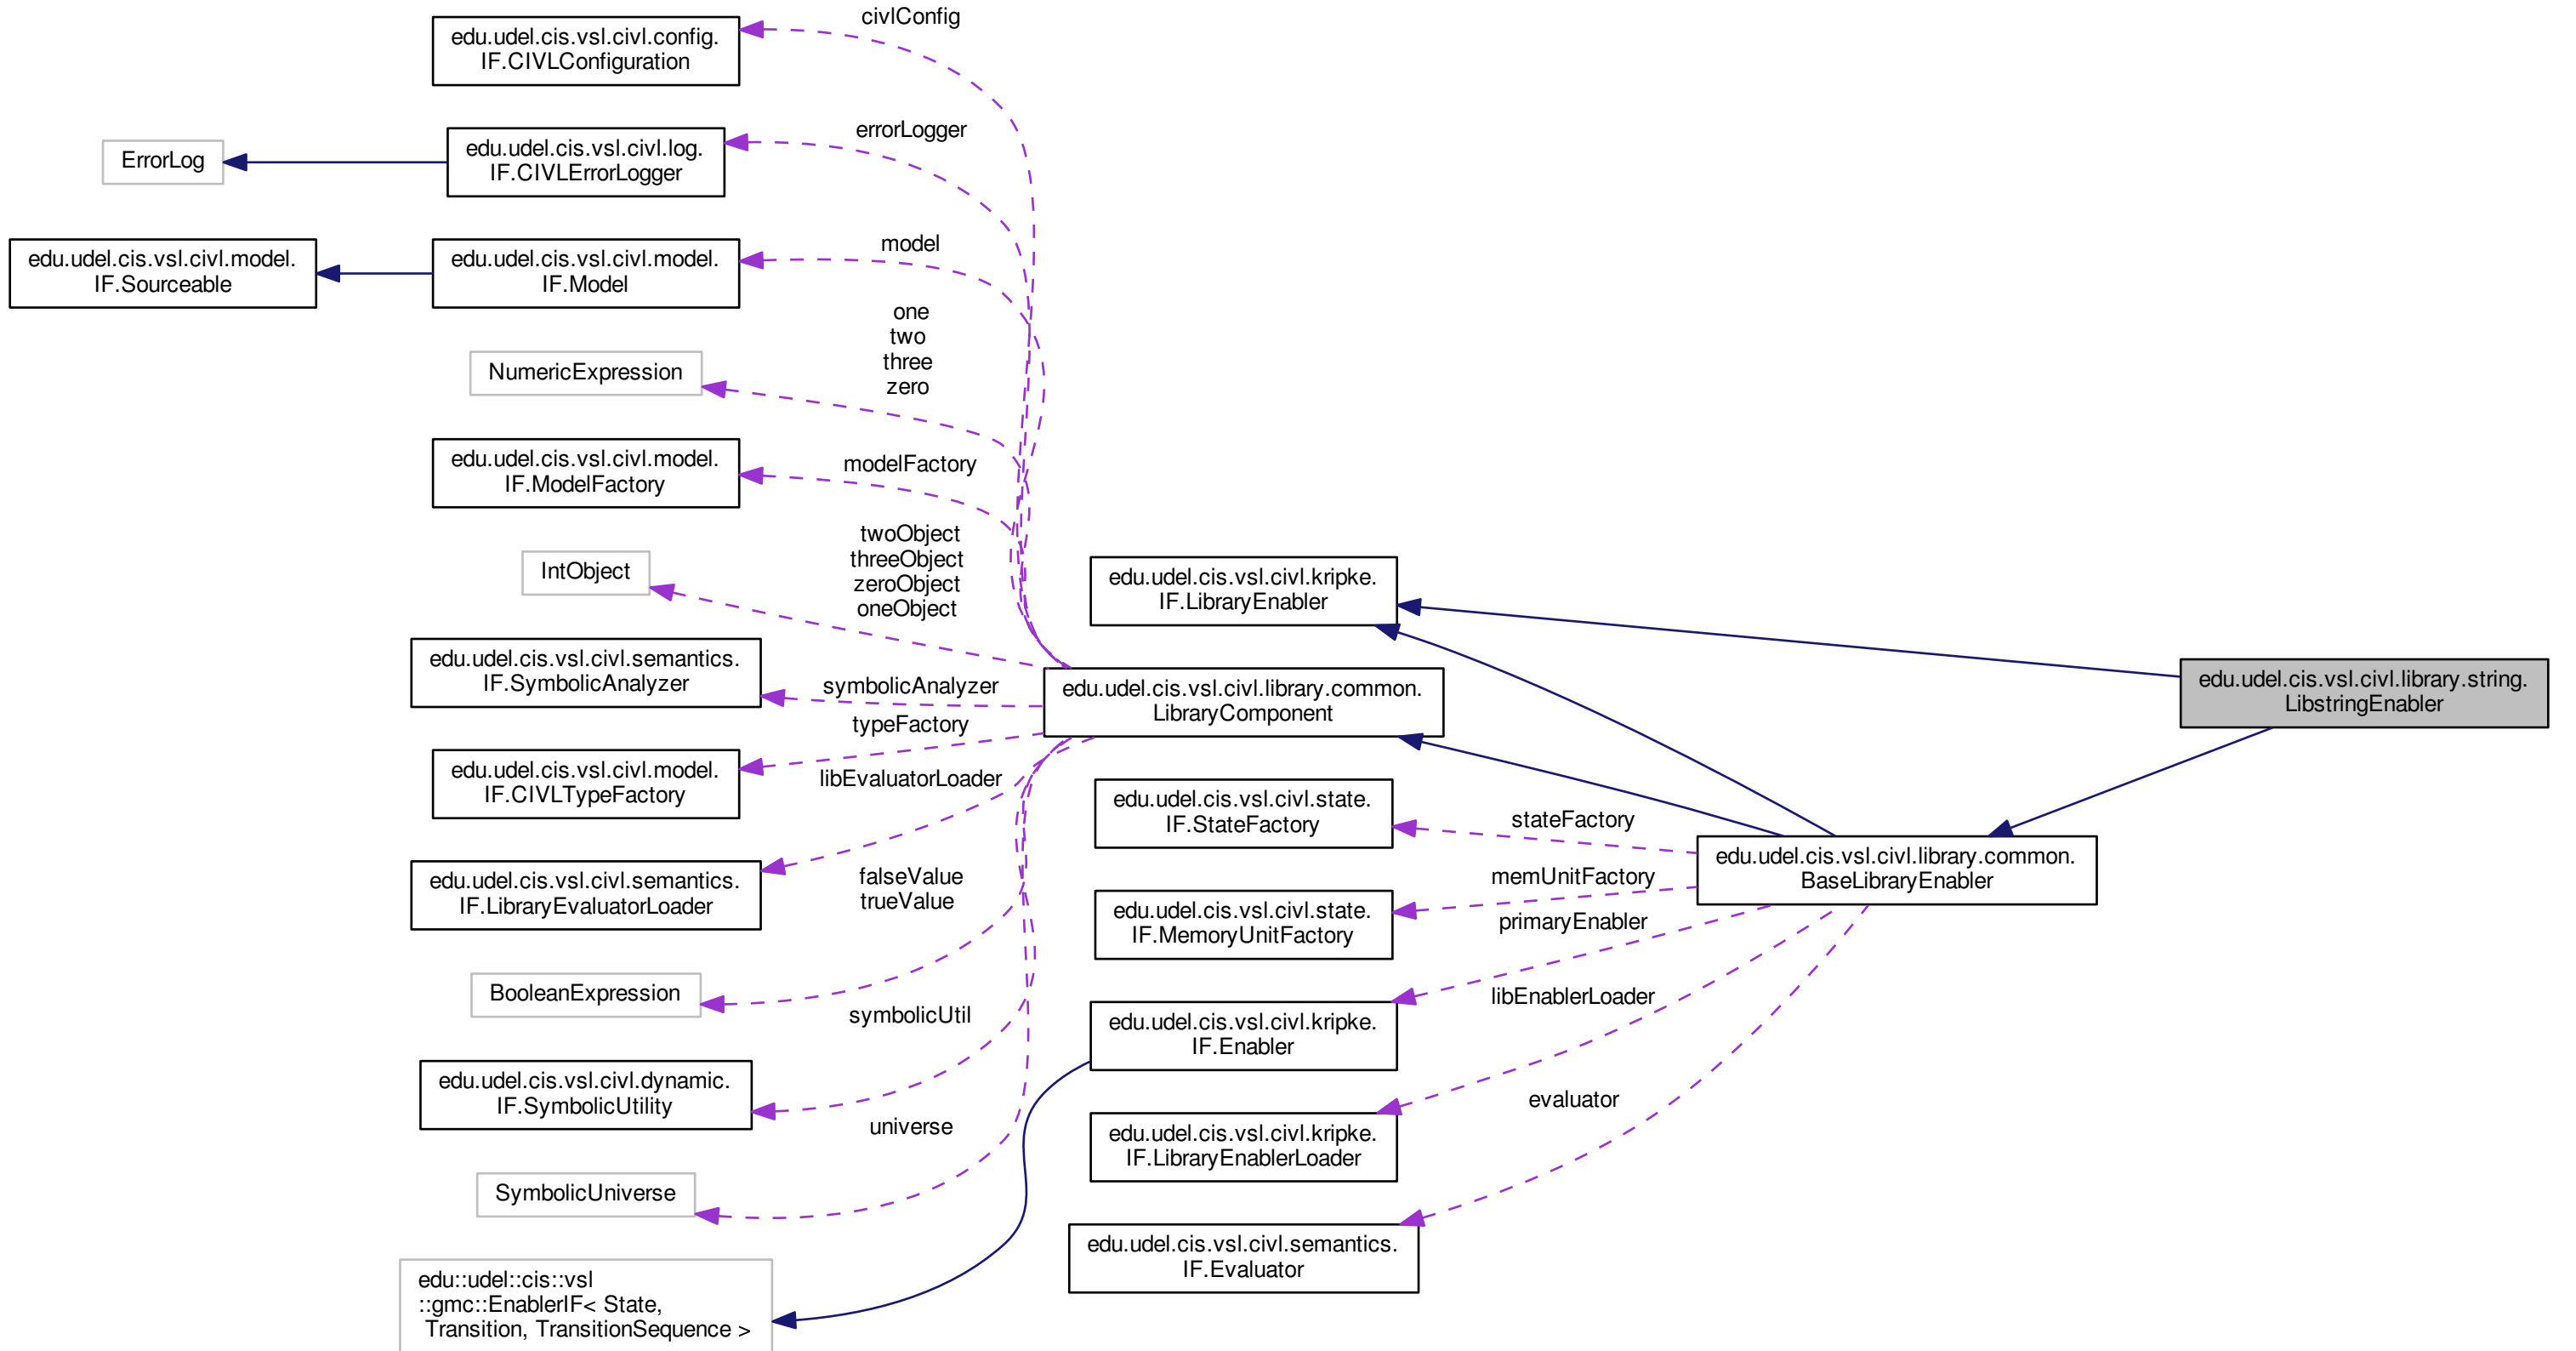 civlConfig
edu.udel.cis.vsl.civl.config.
IF.CIVLConfiguration
errorLogger
ErrorLog
edu.udel.cis.vsl.civl.log.
IF.CIVLErrorLogger
model
edu.udel.cis.vsl.civl.model.
IF.Sourceable
edu.udel.cis.vsl.civl.model.
IF.Model
one
two
three
zero
NumericExpression
modelFactory
edu.udel.cis.vsl.civl.model.
IF.ModelFactory
twoObject
threeObject
zeroObject
oneObject
IntObject
edu.udel.cis.vsl.civl.kripke.
IF.LibraryEnabler
edu.udel.cis.vsl.civl.semantics.
IF.SymbolicAnalyzer
symbolicAnalyzer
edu.udel.cis.vsl.civl.library.common.
LibraryComponent
edu.udel.cis.vsl.civl.library.string.
LibstringEnabler
typeFactory
edu.udel.cis.vsl.civl.model.
IF.CIVLTypeFactory
libEvaluatorLoader
edu.udel.cis.vsl.civl.state.
IF.StateFactory
stateFactory
edu.udel.cis.vsl.civl.library.common.
BaseLibraryEnabler
edu.udel.cis.vsl.civl.semantics.
IF.LibraryEvaluatorLoader
falseValue
trueValue
memUnitFactory
edu.udel.cis.vsl.civl.state.
IF.MemoryUnitFactory
primaryEnabler
BooleanExpression
symbolicUtil
libEnablerLoader
edu.udel.cis.vsl.civl.kripke.
IF.Enabler
edu.udel.cis.vsl.civl.dynamic.
IF.SymbolicUtility
universe
evaluator
edu.udel.cis.vsl.civl.kripke.
IF.LibraryEnablerLoader
SymbolicUniverse
edu.udel.cis.vsl.civl.semantics.
IF.Evaluator
edu::udel::cis::vsl
::gmc::EnablerIF< State,
Transition, TransitionSequence >